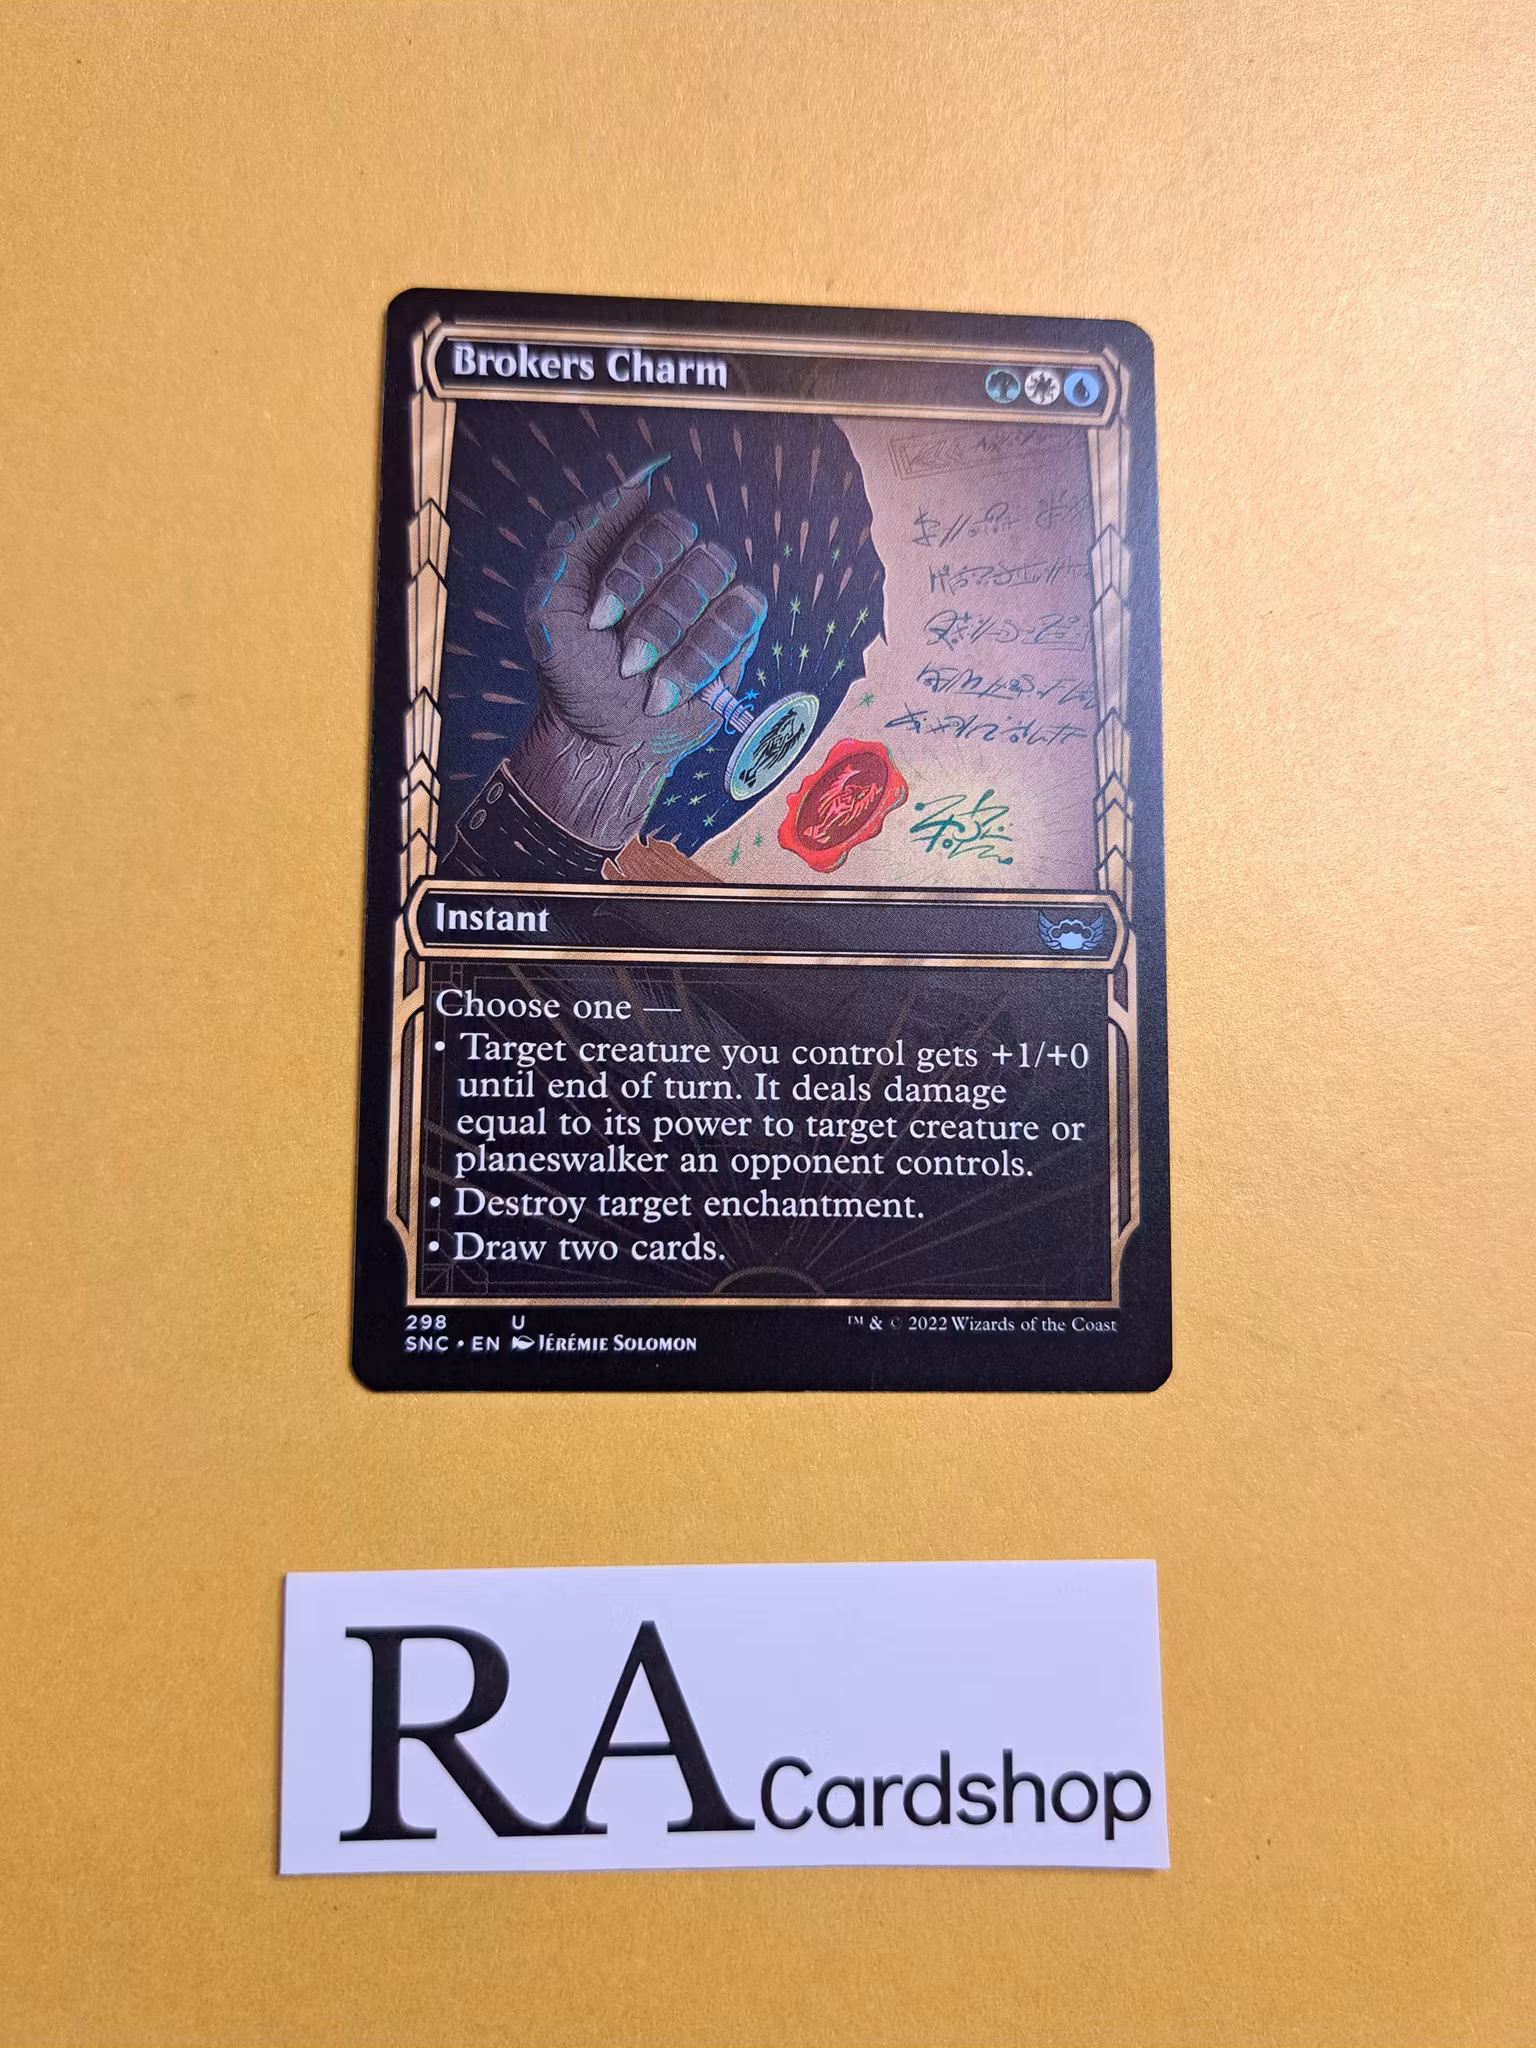 Brokers Charm
Instant
Choose one —
• Target creature you control gets +1/+0
until end of turn. It deals damage
equal to its power to target creature or
planeswalker an opponent controls.
• Destroy target enchantment.
• Draw two cards.
298 U
SNC • EN JÉRÉMIE SOLOMON
™ & © 2022 Wizards of the Coast
RA Cardshop